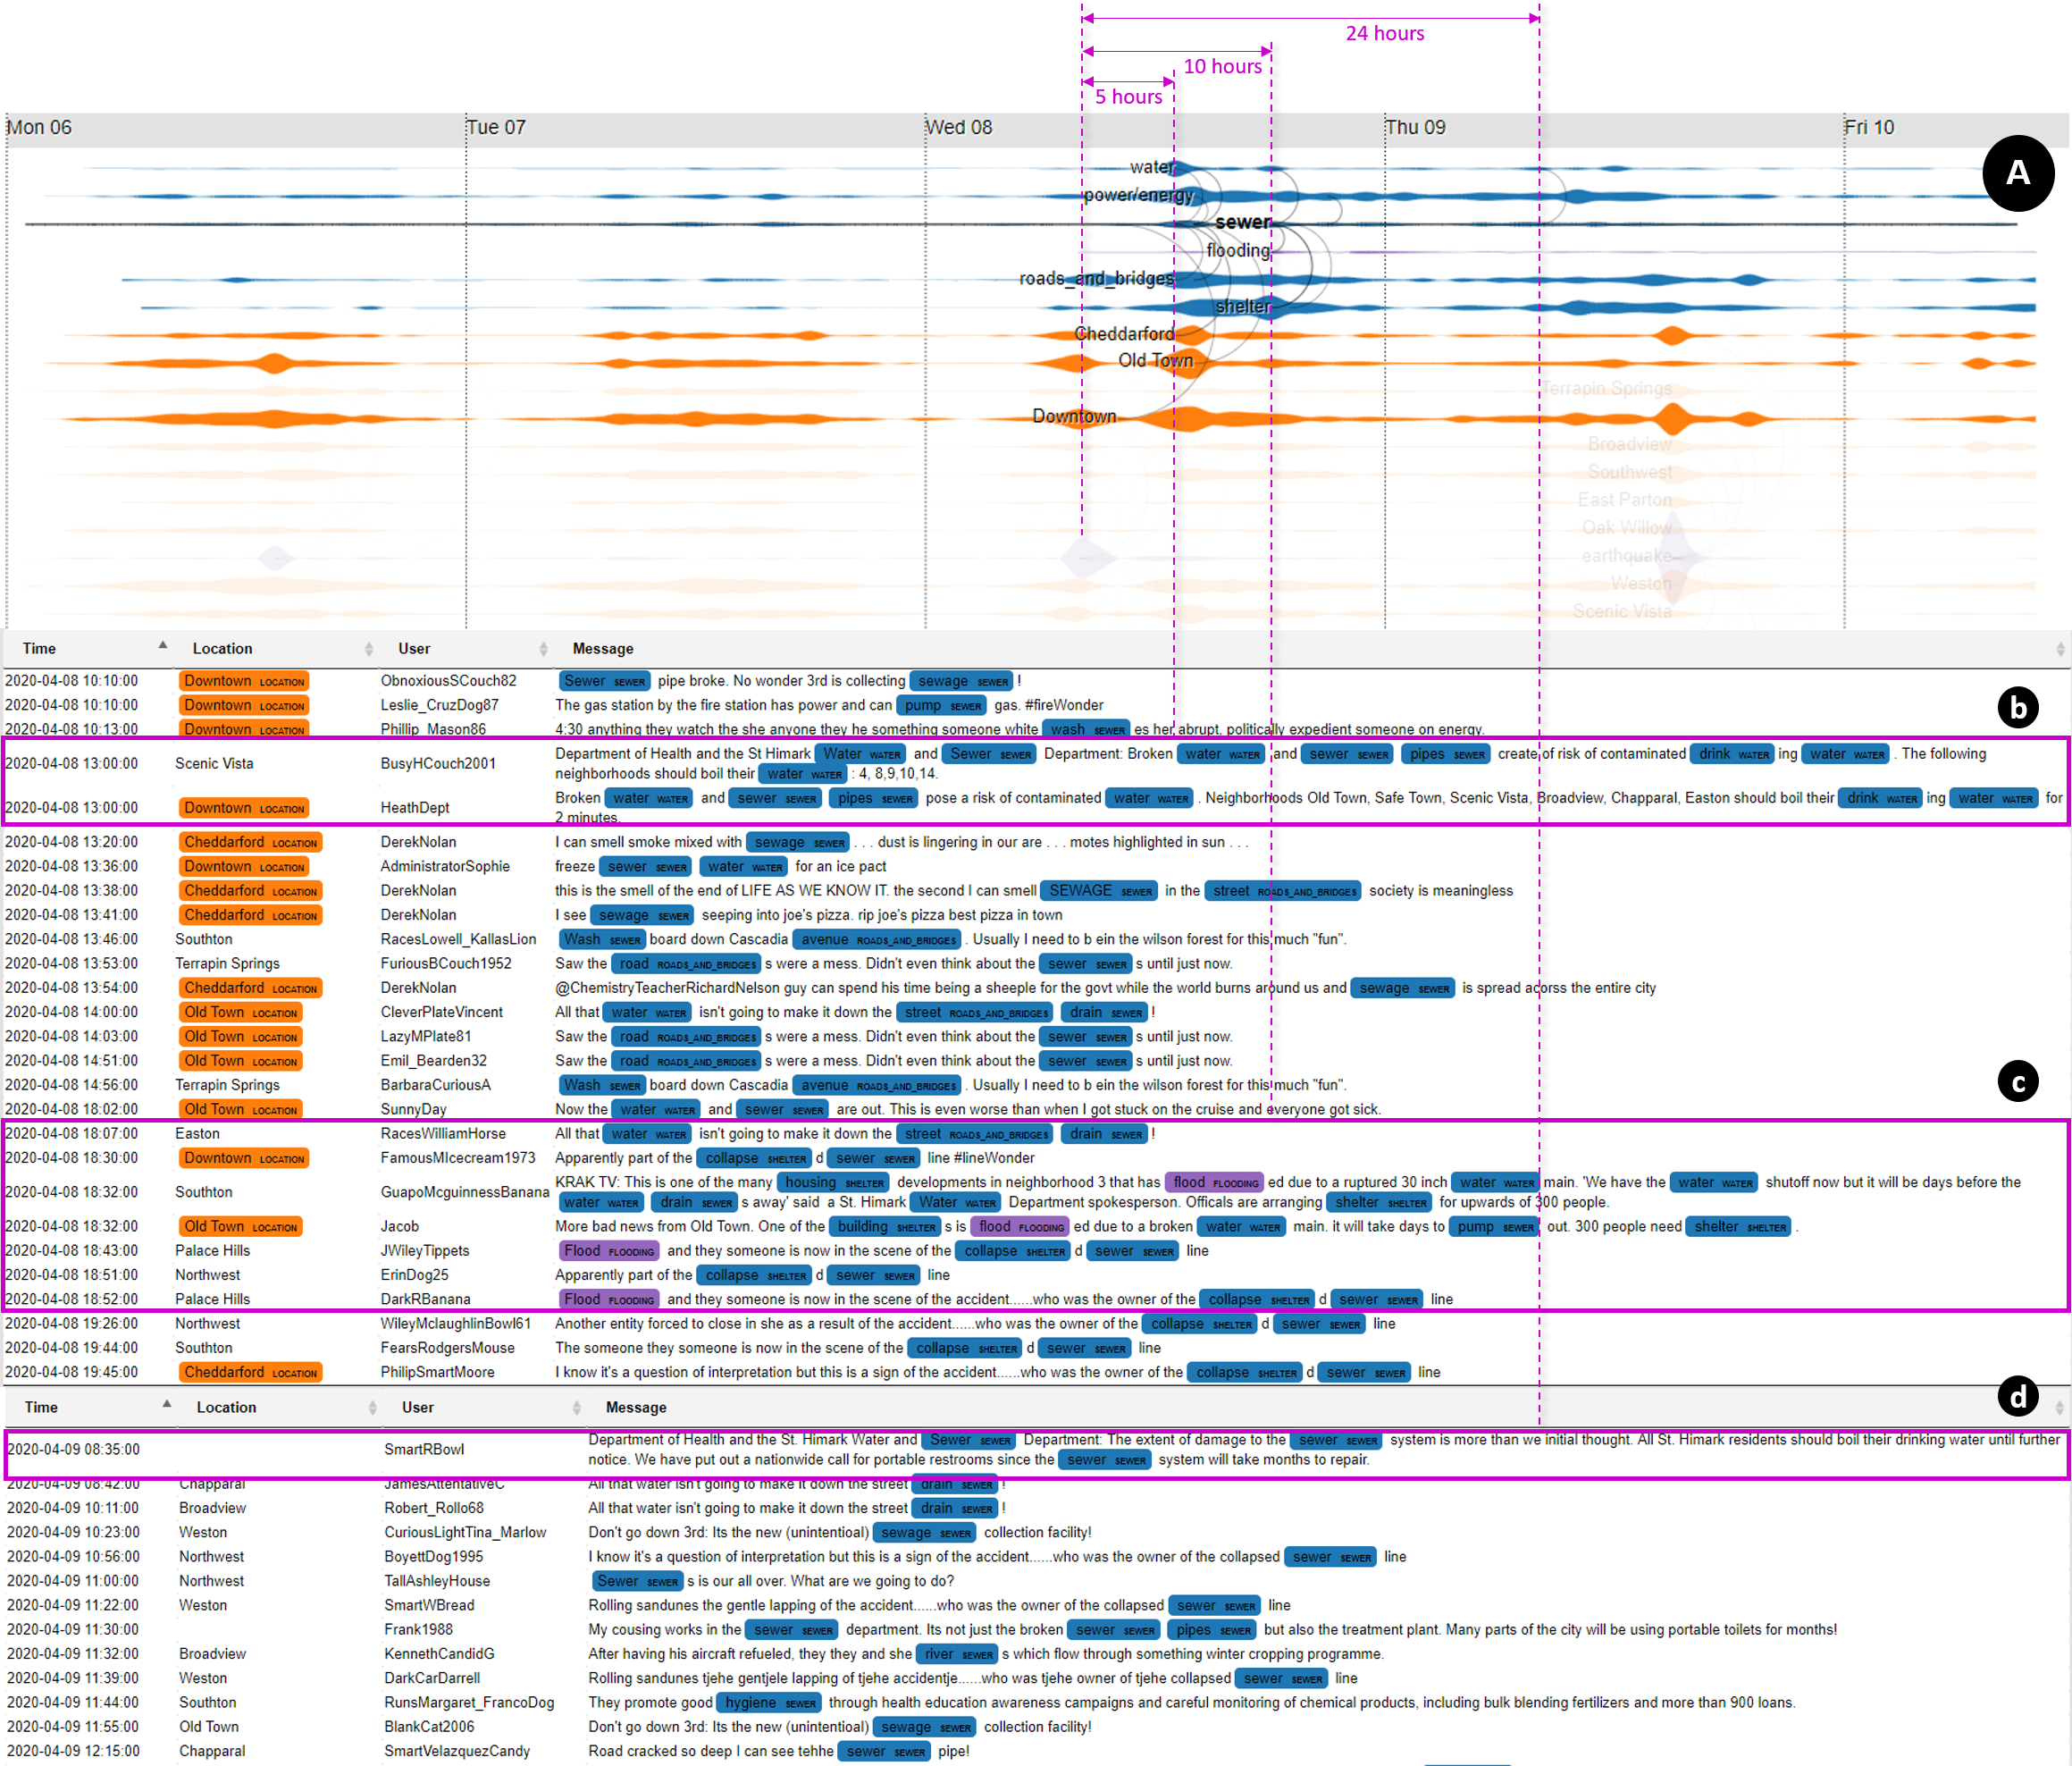 24 hours
10 hours
5 hours
Mon 06 Tue 07 Wed 08 Thu 09 Fri 10
A
water
power/energy
sewer
flooding
roads_and_bridges
shelter
Cheddarford
Old Town
Terrapin Springs
Downtown
Broadview
Southwest
East Parton
Oak Willow
earthquake
Weston
Scenic Vista
Time Location User Message
2020-04-08 10:10:00 Downtown LOCATION ObnoxiousSCouch82 Sewer SEWER pipe broke. No wonder 3rd is collecting sewage SEWER !
b
2020-04-08 10:10:00 Downtown LOCATION Leslie_CruzDog87 The gas station by the fire station has power and can pump SEWER gas. #fireWonder
2020-04-08 10:13:00 Downtown LOCATION Phillip_Mason86 4:30 anything they watch the she anyone they he something someone white wash SEWER es her abrupt, politically expedient someone on energy.
2020-04-08 13:00:00 Scenic Vista BusyHCouch2001 Department of Health and the St Himark Water WATER and Sewer SEWER Department: Broken water WATER and sewer SEWER pipes SEWER create of risk of contaminated drink WATER ing water WATER . The following
neighborhoods should boil their water WATER : 4, 8,9,10,14.
2020-04-08 13:00:00 Downtown LOCATION HeathDept Broken water WATER and sewer SEWER pipes SEWER pose a risk of contaminated water WATER . Neighborhoods Old Town, Safe Town, Scenic Vista, Broadview, Chapparal, Easton should boil their drink WATER ing water WATER for
2 minutes.
2020-04-08 13:20:00 Cheddarford LOCATION DerekNolan I can smell smoke mixed with sewage SEWER . . . dust is lingering in our are . . . motes highlighted in sun . . .
2020-04-08 13:36:00 Downtown LOCATION AdministratorSophie freeze sewer SEWER water WATER for an ice pact
2020-04-08 13:38:00 Cheddarford LOCATION DerekNolan this is the smell of the end of LIFE AS WE KNOW IT. the second I can smell SEWAGE SEWER in the street ROADS_AND_BRIDGES society is meaningless
2020-04-08 13:41:00 Cheddarford LOCATION DerekNolan I see sewage SEWER seeping into joe's pizza. rip joe's pizza best pizza in town
2020-04-08 13:46:00 Southton RacesLowell_KallasLion Wash SEWER board down Cascadia avenue ROADS_AND_BRIDGES . Usually I need to b ein the wilson forest for this much "fun".
2020-04-08 13:53:00 Terrapin Springs FuriousBCouch1952 Saw the road ROADS_AND_BRIDGES s were a mess. Didn't even think about the sewer SEWER s until just now.
2020-04-08 13:54:00 Cheddarford LOCATION DerekNolan @ChemistryTeacherRichardNelson guy can spend his time being a sheeple for the govt while the world burns around us and sewage SEWER is spread acorss the entire city
2020-04-08 14:00:00 Old Town LOCATION CleverPlateVincent All that water WATER isn't going to make it down the street ROADS_AND_BRIDGES drain SEWER !
2020-04-08 14:03:00 Old Town LOCATION LazyMPlate81 Saw the road ROADS_AND_BRIDGES s were a mess. Didn't even think about the sewer SEWER s until just now.
2020-04-08 14:51:00 Old Town LOCATION Emil_Bearden32 Saw the road ROADS_AND_BRIDGES s were a mess. Didn't even think about the sewer SEWER s until just now.
c
2020-04-08 14:56:00 Terrapin Springs BarbaraCuriousA Wash SEWER board down Cascadia avenue ROADS_AND_BRIDGES . Usually I need to b ein the wilson forest for this much "fun".
2020-04-08 18:02:00 Old Town LOCATION SunnyDay Now the water WATER and sewer SEWER are out. This is even worse than when I got stuck on the cruise and everyone got sick.
2020-04-08 18:07:00 Easton RacesWilliamHorse All that water WATER isn't going to make it down the street ROADS_AND_BRIDGES drain SEWER !
2020-04-08 18:30:00 Downtown LOCATION FamousMIcecream1973 Apparently part of the collapse SHELTER d sewer SEWER line #lineWonder
2020-04-08 18:32:00 Southton GuapoMcguinnessBanana KRAK TV: This is one of the many housing SHELTER developments in neighborhood 3 that has flood FLOODING ed due to a ruptured 30 inch water WATER main. 'We have the water WATER shutoff now but it will be days before the
water WATER drain SEWER s away' said a St. Himark Water WATER Department spokesperson. Officals are arranging shelter SHELTER for upwards of 300 people.
2020-04-08 18:32:00 Old Town LOCATION Jacob More bad news from Old Town. One of the building SHELTER s is flood FLOODING ed due to a broken water WATER main. it will take days to pump SEWER out. 300 people need shelter SHELTER .
2020-04-08 18:43:00 Palace Hills JWileyTippets Flood FLOODING and they someone is now in the scene of the collapse SHELTER d sewer SEWER line
2020-04-08 18:51:00 Northwest ErinDog25 Apparently part of the collapse SHELTER d sewer SEWER line
2020-04-08 18:52:00 Palace Hills DarkRBanana Flood FLOODING and they someone is now in the scene of the accident......who was the owner of the collapse SHELTER d sewer SEWER line
2020-04-08 19:26:00 Northwest WileyMclaughlinBowl61 Another entity forced to close in she as a result of the accident......who was the owner of the collapse SHELTER d sewer SEWER line
2020-04-08 19:44:00 Southton FearsRodgersMouse The someone they someone is now in the scene of the collapse SHELTER d sewer SEWER line
2020-04-08 19:45:00 Cheddarford LOCATION PhilipSmartMoore I know it's a question of interpretation but this is a sign of the accident......who was the owner of the collapse SHELTER d sewer SEWER line
d
Time Location User Message
2020-04-09 08:35:00 SmartRBowl Department of Health and the St. Himark Water and Sewer SEWER Department: The extent of damage to the sewer SEWER system is more than we initial thought. All St. Himark residents should boil their drinking water until further
notice. We have put out a nationwide call for portable restrooms since the sewer SEWER system will take months to repair.
2020-04-09 08:42:00 Chapparal JamesAttentativeC All that water isn't going to make it down the street drain SEWER !
2020-04-09 10:11:00 Broadview Robert_Rollo68 All that water isn't going to make it down the street drain SEWER !
2020-04-09 10:23:00 Weston CuriousLightTina_Marlow Don't go down 3rd: Its the new (unintentioal) sewage SEWER collection facility!
2020-04-09 10:56:00 Northwest BoyettDog1995 I know it's a question of interpretation but this is a sign of the accident......who was the owner of the collapsed sewer SEWER line
2020-04-09 11:00:00 Northwest TallAshleyHouse Sewer SEWER s is our all over. What are we going to do?
2020-04-09 11:22:00 Weston SmartWBread Rolling sandunes the gentle lapping of the accident......who was the owner of the collapsed sewer SEWER line
2020-04-09 11:30:00 Frank1988 My cousing works in the sewer SEWER department. Its not just the broken sewer SEWER pipes SEWER but also the treatment plant. Many parts of the city will be using portable toilets for months!
2020-04-09 11:32:00 Broadview KennethCandidG After having his aircraft refueled, they they and she river SEWER s which flow through something winter cropping programme.
2020-04-09 11:39:00 Weston DarkCarDarrell Rolling sandunes tjehe gentjele lapping of tjehe accidentje......who was tjehe owner of tjehe collapsed sewer SEWER line
2020-04-09 11:44:00 Southton RunsMargaret_FrancoDog They promote good hygiene SEWER through health education awareness campaigns and careful monitoring of chemical products, including bulk blending fertilizers and more than 900 loans.
2020-04-09 11:55:00 Old Town BlankCat2006 Don't go down 3rd: Its the new (unintentioal) sewage SEWER collection facility!
2020-04-09 12:15:00 Chapparal SmartVelazquezCandy Road cracked so deep I can see tehhe sewer SEWER pipe!